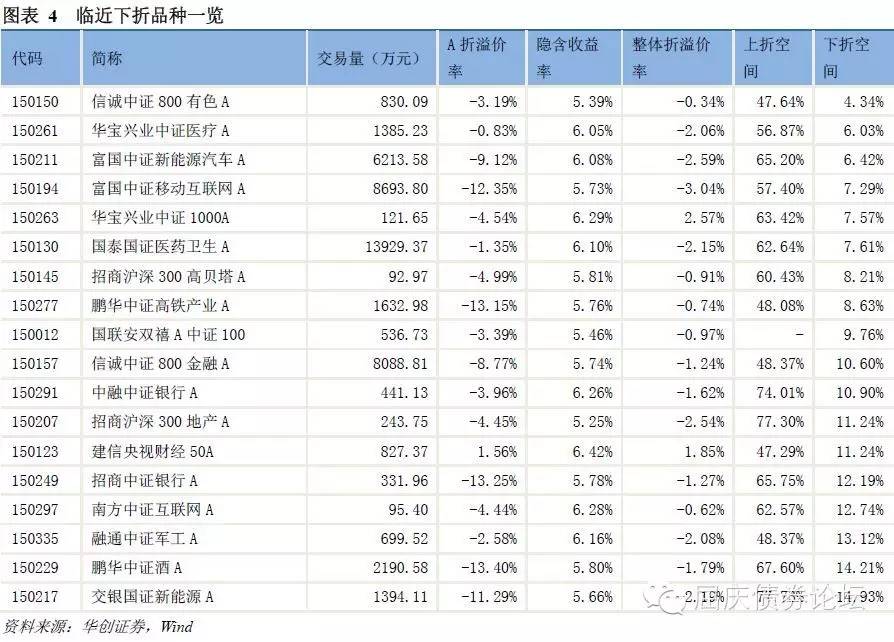 图表 4 临近下折品种一览
代码 简称 交易量（万元） A 折溢价率 隐含收益率 整体折溢价率 上折空间 下折空间
150150 信诚中证 800 有色 A 830.09 -3.19% 5.39% -0.34% 47.64% 4.34%
150261 华宝兴业中证医疗 A 1385.23 -0.83% 6.05% -2.06% 56.87% 6.03%
150211 富国中证新能源汽车 A 6213.58 -9.12% 6.08% -2.59% 65.20% 6.42%
150194 富国中证移动互联网 A 8693.80 -12.35% 5.73% -3.04% 57.40% 7.29%
150263 华宝兴业中证 1000A 121.65 -4.54% 6.29% 2.57% 63.42% 7.57%
150130 国泰国证医药卫生 A 13929.37 -1.35% 6.10% -2.15% 62.64% 7.61%
150145 招商沪深 300 高贝塔 A 92.97 -4.99% 5.81% -0.91% 60.43% 8.21%
150277 鹏华中证高铁产业 A 1632.98 -13.15% 5.76% -0.74% 48.08% 8.63%
150012 国联安双禧 A 中证 100 536.73 -3.39% 5.46% -0.97% - 9.76%
150157 信诚中证 800 金融 A 8088.81 -8.77% 5.74% -1.24% 48.37% 10.60%
150291 中融中证银行 A 441.13 -3.96% 6.26% -1.62% 74.01% 10.90%
150207 招商沪深 300 地产 A 243.75 -4.45% 5.25% -2.54% 77.30% 11.24%
150123 建信央视财经 50A 827.37 1.56% 6.42% 1.85% 47.29% 11.24%
150249 招商中证银行 A 331.96 -13.25% 5.78% -1.27% 65.75% 12.19%
150297 南方中证互联网 A 95.40 -4.44% 6.28% -0.62% 62.57% 12.74%
150335 融通中证军工 A 699.52 -2.58% 6.16% -2.08% 48.37% 13.12%
150229 鹏华中证酒 A 2190.58 -13.40% 5.80% -1.79% 67.60% 14.21%
150217 交银国证新能源 A 1394.11 -11.29% 5.66% -2.19% 14.93%
屈庆债券论坛
资料来源：华创证券，Wind